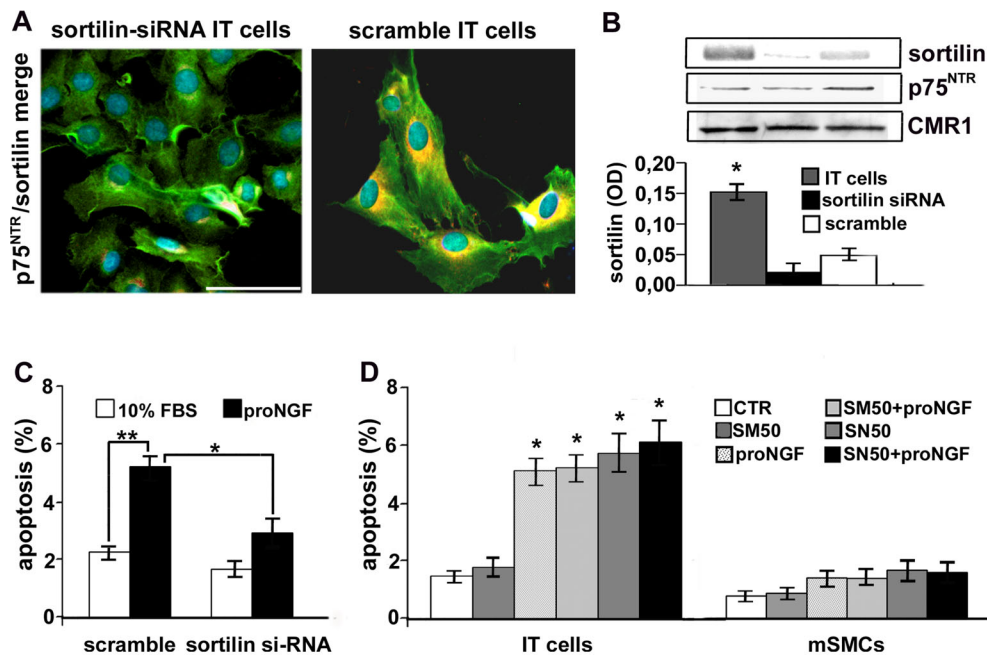 A
sortilin-siRNA IT cells
scramble IT cells
p75NTR/sortilin merge
B
sortilin
p75NTR
CMR1
0,20
0,15
0,10
0,05
0,00
sortilin (OD)
*
IT cells
sortilin siRNA
scramble
C
8
6
4
2
0
apoptosis (%)
10% FBS
proNGF
**
*
scramble
sortilin si-RNA
D
8
6
4
2
0
apoptosis (%)
* * * *
CTR
SM50
proNGF
SM50+proNGF
SN50
SN50+proNGF
IT cells
mSMCs